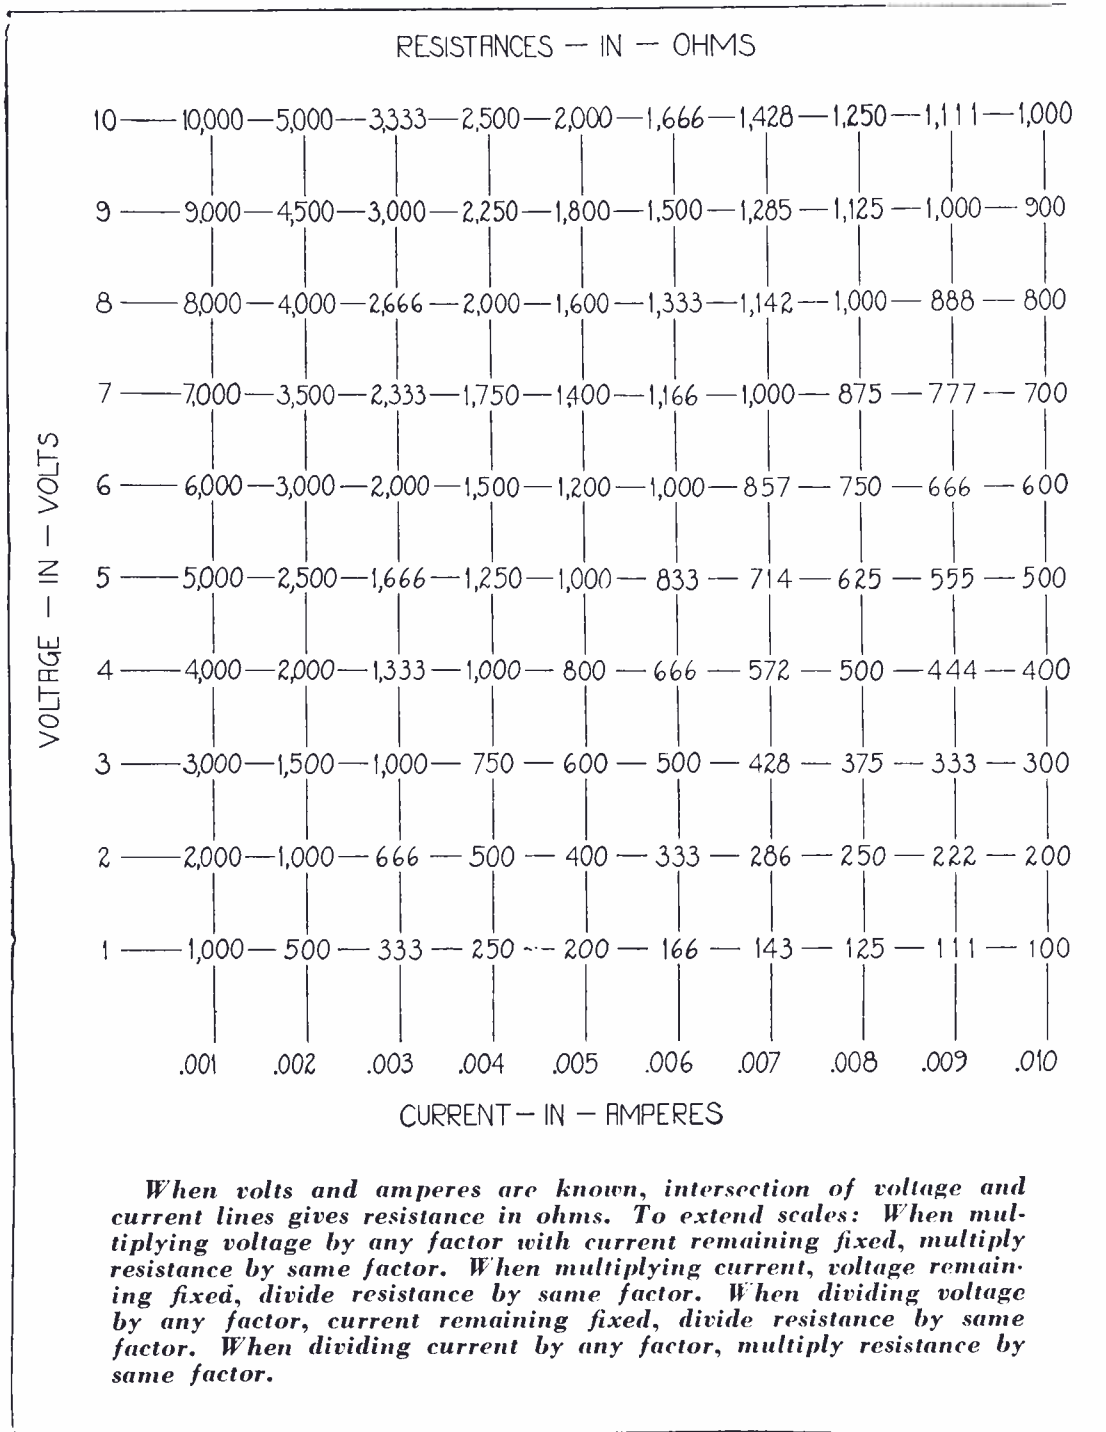 RESISTANCES — IN — OHMS
10 — 10,000 — 5,000 — 3,333 — 2,500 — 2,000 — 1,666 — 1,428 — 1,250 — 1,111 — 1,000
9 — 9,000 — 4,500 — 3,000 — 2,250 — 1,800 — 1,500 — 1,285 — 1,125 — 1,000 — 900
8 — 8,000 — 4,000 — 2,666 — 2,000 — 1,600 — 1,333 — 1,142 — 1,000 — 888 — 800
7 — 7,000 — 3,500 — 2,333 — 1,750 — 1,400 — 1,166 — 1,000 — 875 — 777 — 700
6 — 6,000 — 3,000 — 2,000 — 1,500 — 1,200 — 1,000 — 857 — 750 — 666 — 600
5 — 5,000 — 2,500 — 1,666 — 1,250 — 1,000 — 833 — 714 — 625 — 555 — 500
4 — 4,000 — 2,000 — 1,333 — 1,000 — 800 — 666 — 572 — 500 — 444 — 400
3 — 3,000 — 1,500 — 1,000 — 750 — 600 — 500 — 428 — 375 — 333 — 300
2 — 2,000 — 1,000 — 666 — 500 — 400 — 333 — 286 — 250 — 222 — 200
1 — 1,000 — 500 — 333 — 250 — 200 — 166 — 143 — 125 — 111 — 100
VOLTAGE — IN — VOLTS
.001 .002 .003 .004 .005 .006 .007 .008 .009 .010
CURRENT — IN — AMPERES
When volts and amperes are known, intersection of voltage and
current lines gives resistance in ohms. To extend scales: When mul-
tiplying voltage by any factor with current remaining fixed, multiply
resistance by same factor. When multiplying current, voltage remain-
ing fixed, divide resistance by same factor. When dividing voltage
by any factor, current remaining fixed, divide resistance by same
factor. When dividing current by any factor, multiply resistance by
same factor.